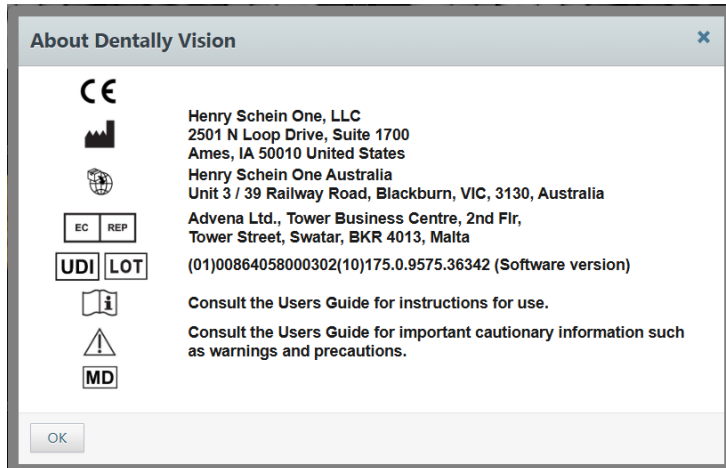 About Dentally Vision
CE
Henry Schein One, LLC
2501 N Loop Drive, Suite 1700
Ames, IA 50010 United States
Henry Schein One Australia
Unit 3 / 39 Railway Road, Blackburn, VIC, 3130, Australia
EC REP
Advena Ltd., Tower Business Centre, 2nd Flr,
Tower Street, Swatar, BKR 4013, Malta
UDI LOT (01)00864058000302(10)175.0.9575.36342 (Software version)
Consult the Users Guide for instructions for use.
Consult the Users Guide for important cautionary information such
as warnings and precautions.
MD
OK